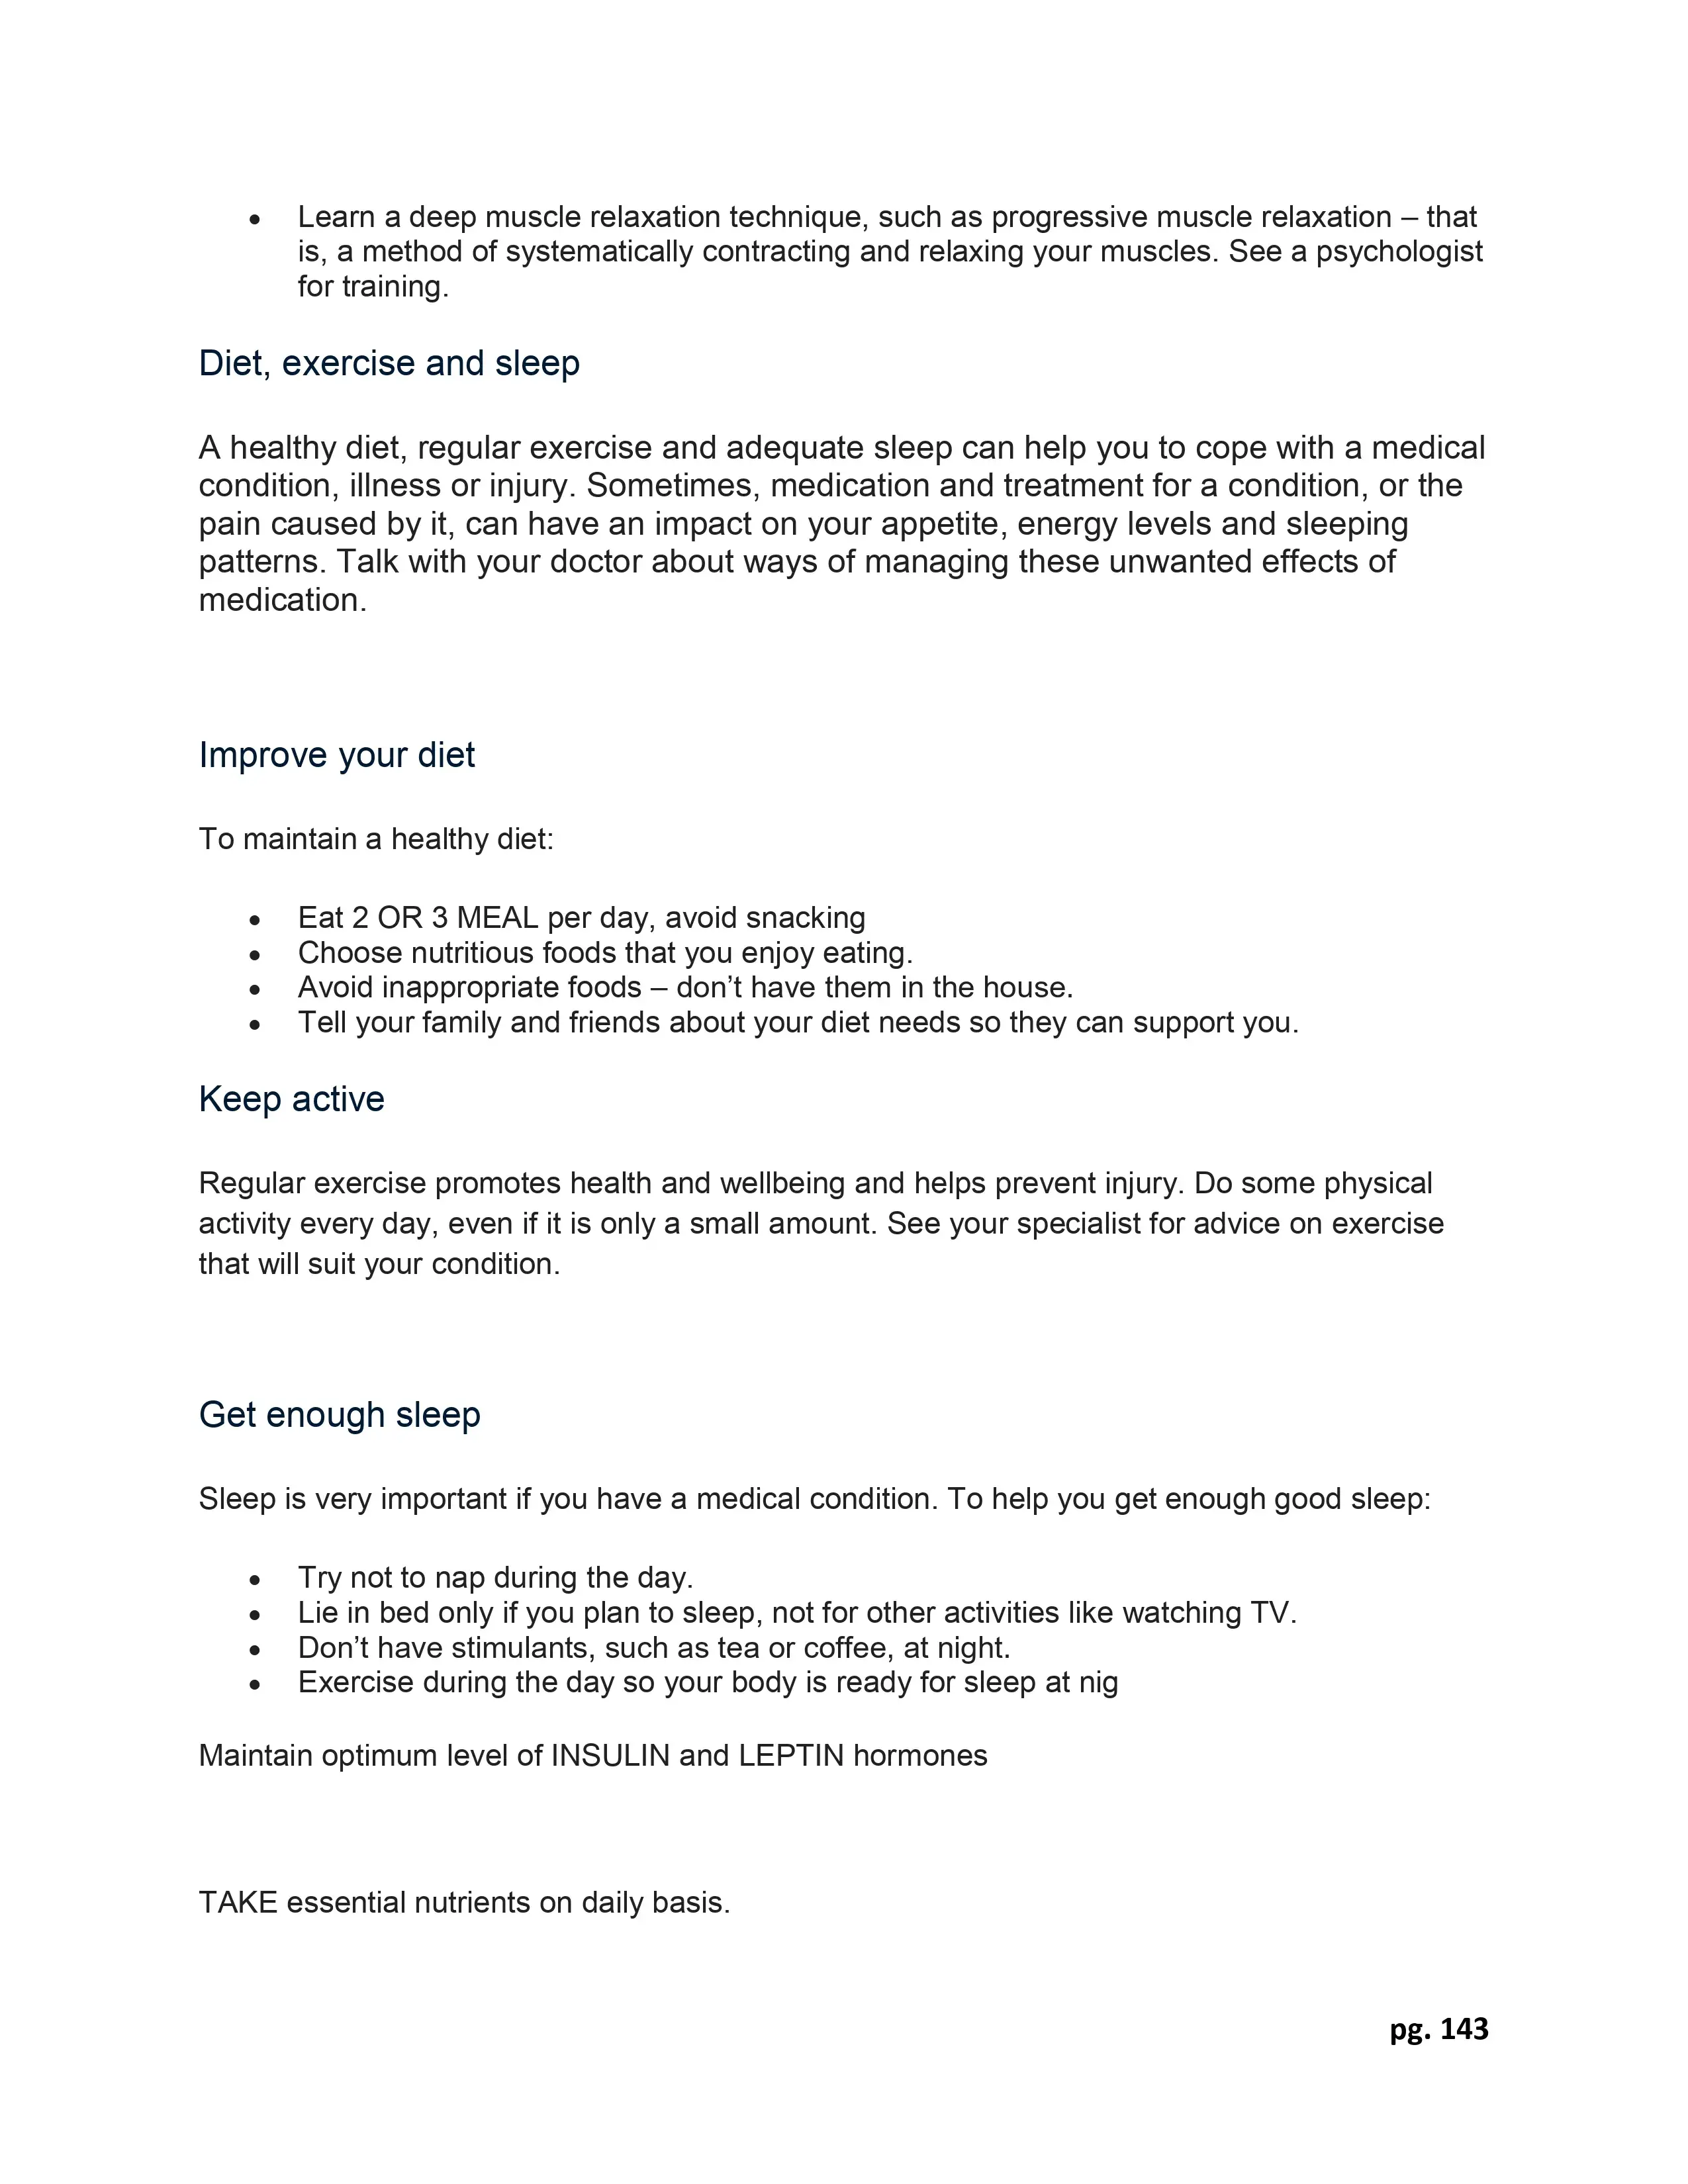 • Learn a deep muscle relaxation technique, such as progressive muscle relaxation – that
is, a method of systematically contracting and relaxing your muscles. See a psychologist
for training.
Diet, exercise and sleep
A healthy diet, regular exercise and adequate sleep can help you to cope with a medical
condition, illness or injury. Sometimes, medication and treatment for a condition, or the
pain caused by it, can have an impact on your appetite, energy levels and sleeping
patterns. Talk with your doctor about ways of managing these unwanted effects of
medication.
Improve your diet
To maintain a healthy diet:
• Eat 2 OR 3 MEAL per day, avoid snacking
• Choose nutritious foods that you enjoy eating.
• Avoid inappropriate foods – don’t have them in the house.
• Tell your family and friends about your diet needs so they can support you.
Keep active
Regular exercise promotes health and wellbeing and helps prevent injury. Do some physical
activity every day, even if it is only a small amount. See your specialist for advice on exercise
that will suit your condition.
Get enough sleep
Sleep is very important if you have a medical condition. To help you get enough good sleep:
• Try not to nap during the day.
• Lie in bed only if you plan to sleep, not for other activities like watching TV.
• Don’t have stimulants, such as tea or coffee, at night.
• Exercise during the day so your body is ready for sleep at nig
Maintain optimum level of INSULIN and LEPTIN hormones
TAKE essential nutrients on daily basis.
pg. 143